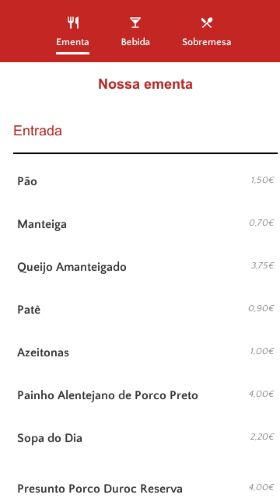 Ementa
Bebida
Sobremesa
Nossa ementa
Entrada
Pão 1,50€
Manteiga 0,70€
Queijo Amanteigado 3,75€
Patê 0,90€
Azeitonas 1,00€
Painho Alentejano de Porco Preto 4,00€
Sopa do Dia 2,20€
Presunto Porco Duroc Reserva 4,00€